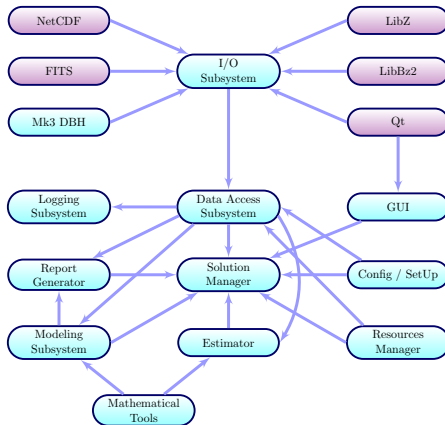 NetCDF
LibZ
FITS
I/O
Subsystem
LibBz2
Mk3 DBH
Qt
Logging
Subsystem
Data Access
Subsystem
GUI
Report
Generator
Solution
Manager
Config / SetUp
Modeling
Subsystem
Estimator
Resources
Manager
Mathematical
Tools